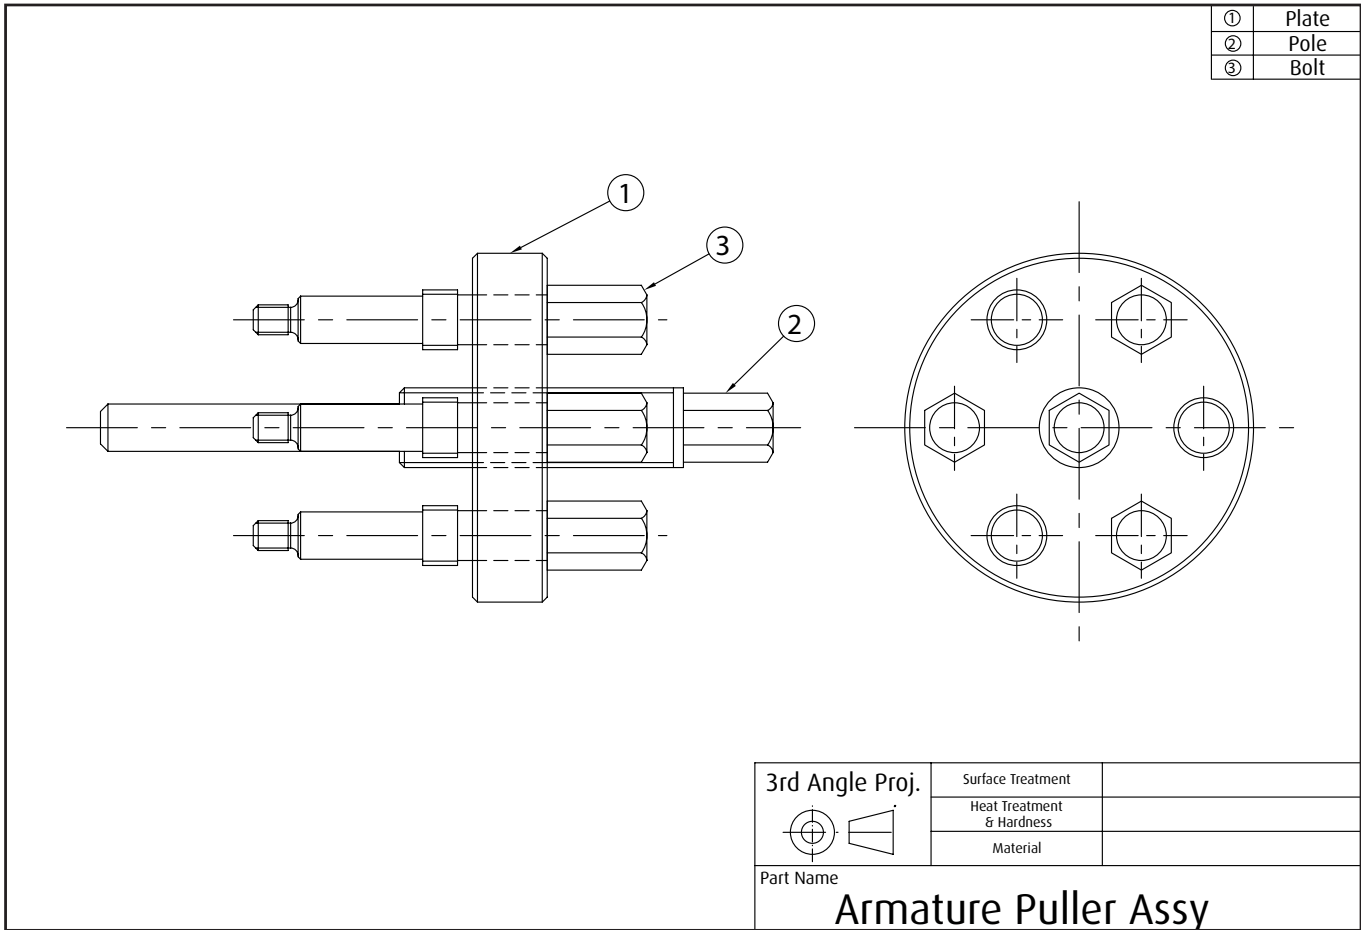 ① Plate
② Pole
③ Bolt
1
3
2
3rd Angle Proj.
Surface Treatment
Heat Treatment
& Hardness
Material
Part Name
Armature Puller Assy